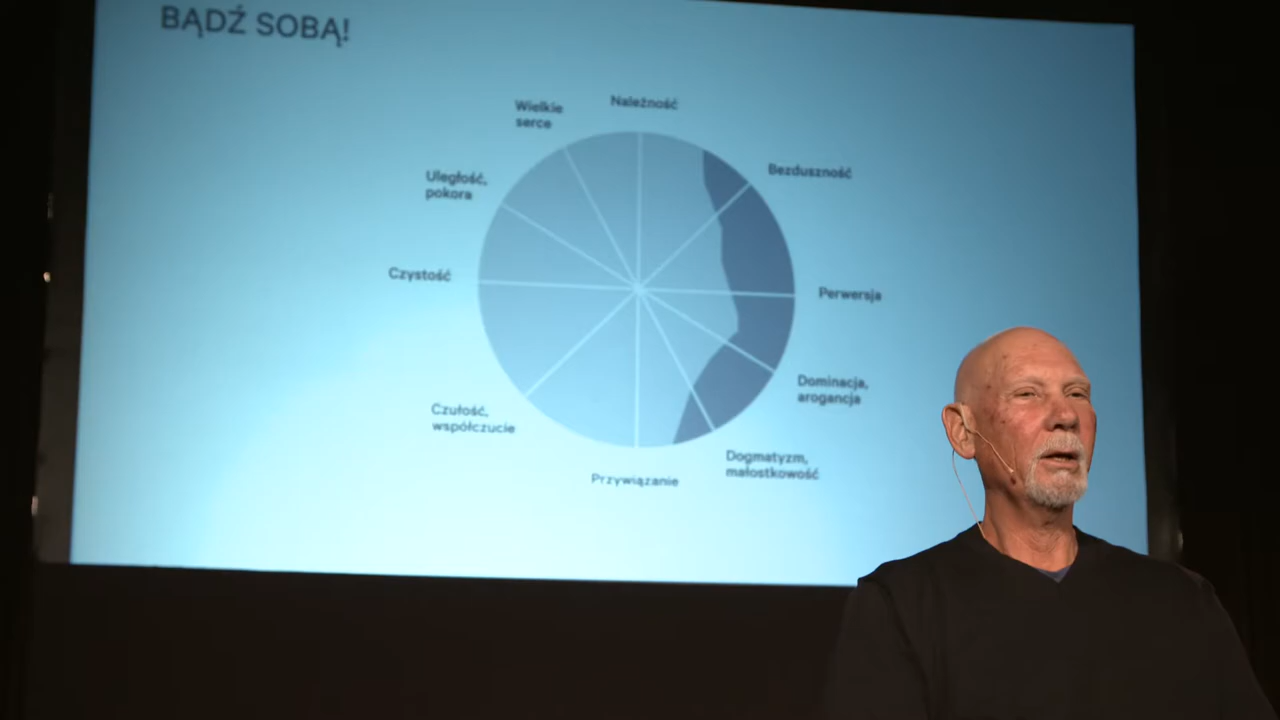 BĄDŹ SOBĄ!
Wielkie
serce
Należność
Bezduszność
Uległość,
pokora
Czystość
Perwersja
Dominacja,
arogancja
Czułość,
współczucie
Dogmatyzm,
małostkowość
Przywiązanie